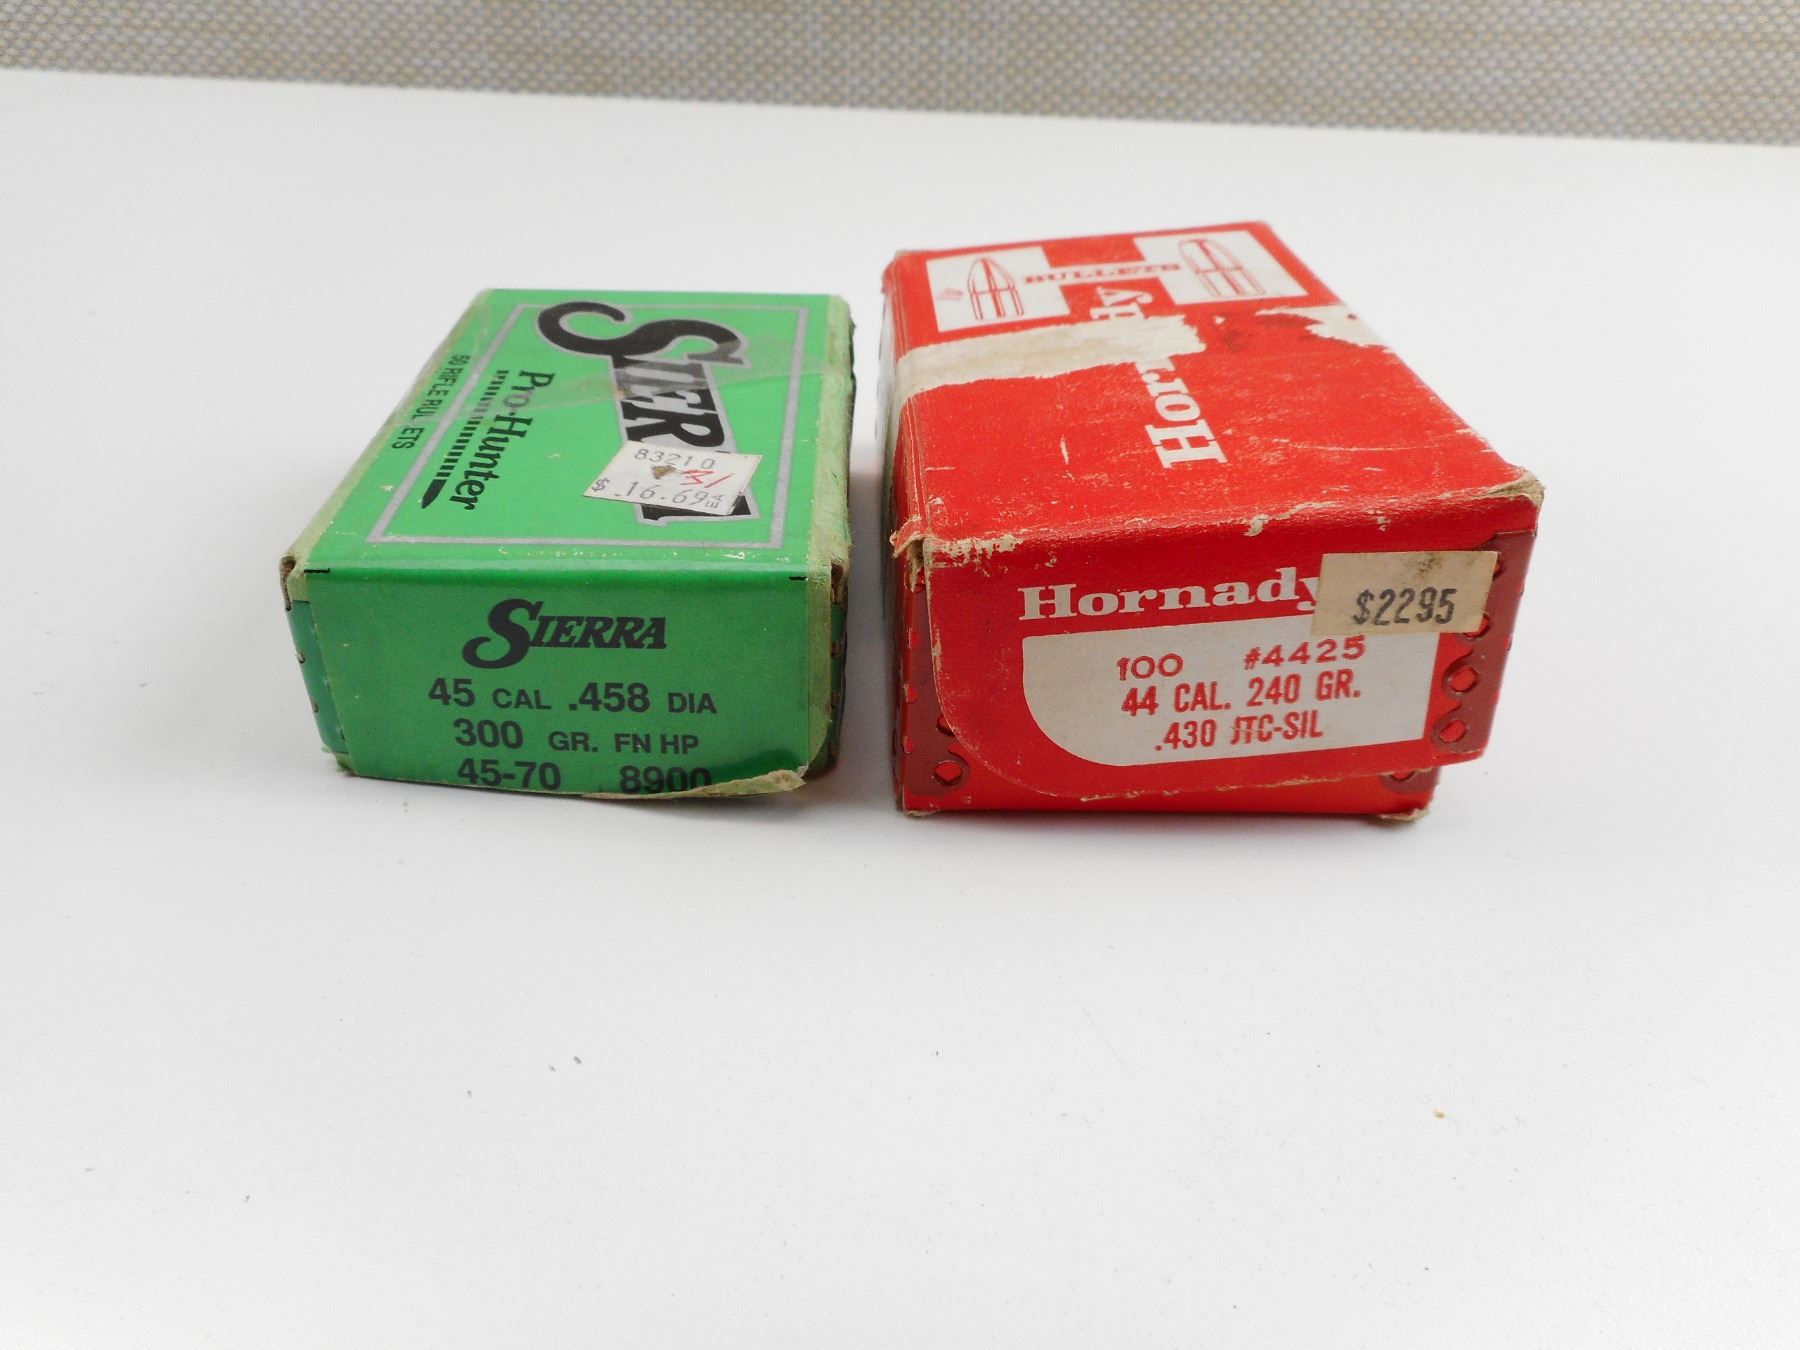 SIERRA
Pro-Hunter
50 RIFLE BULLETS
83210
$ .16.69
SIERRA
45 CAL .458 DIA
300 GR. FN HP
45-70 8900
BULLETS
Hornady
$2295
100 #4425
44 CAL. 240 GR.
.430 JTC-SIL